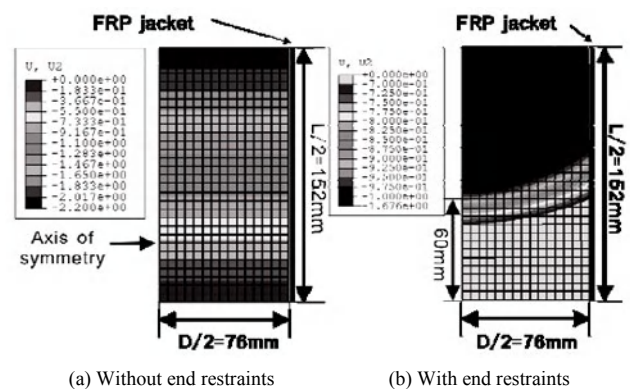 FRP jacket
U, U2
+0.000e+00
-1.833e-01
-3.667e-01
-5.500e-01
-7.333e-01
-9.167e-01
-1.100e+00
-1.283e+00
-1.467e+00
-1.650e+00
-1.833e+00
-2.017e+00
-2.200e+00
Axis of
symmetry
L/2=152mm
D/2=76mm
(a) Without end restraints
FRP jacket
U, U2
+0.000e+00
-7.000e-01
-7.250e-01
-7.500e-01
-7.750e-01
-8.000e-01
-8.250e-01
-8.500e-01
-8.750e-01
-9.000e-01
-9.250e-01
-9.500e-01
-9.750e-01
-1.000e+00
-1.676e+00
60mm
L/2=152mm
D/2=76mm
(b) With end restraints